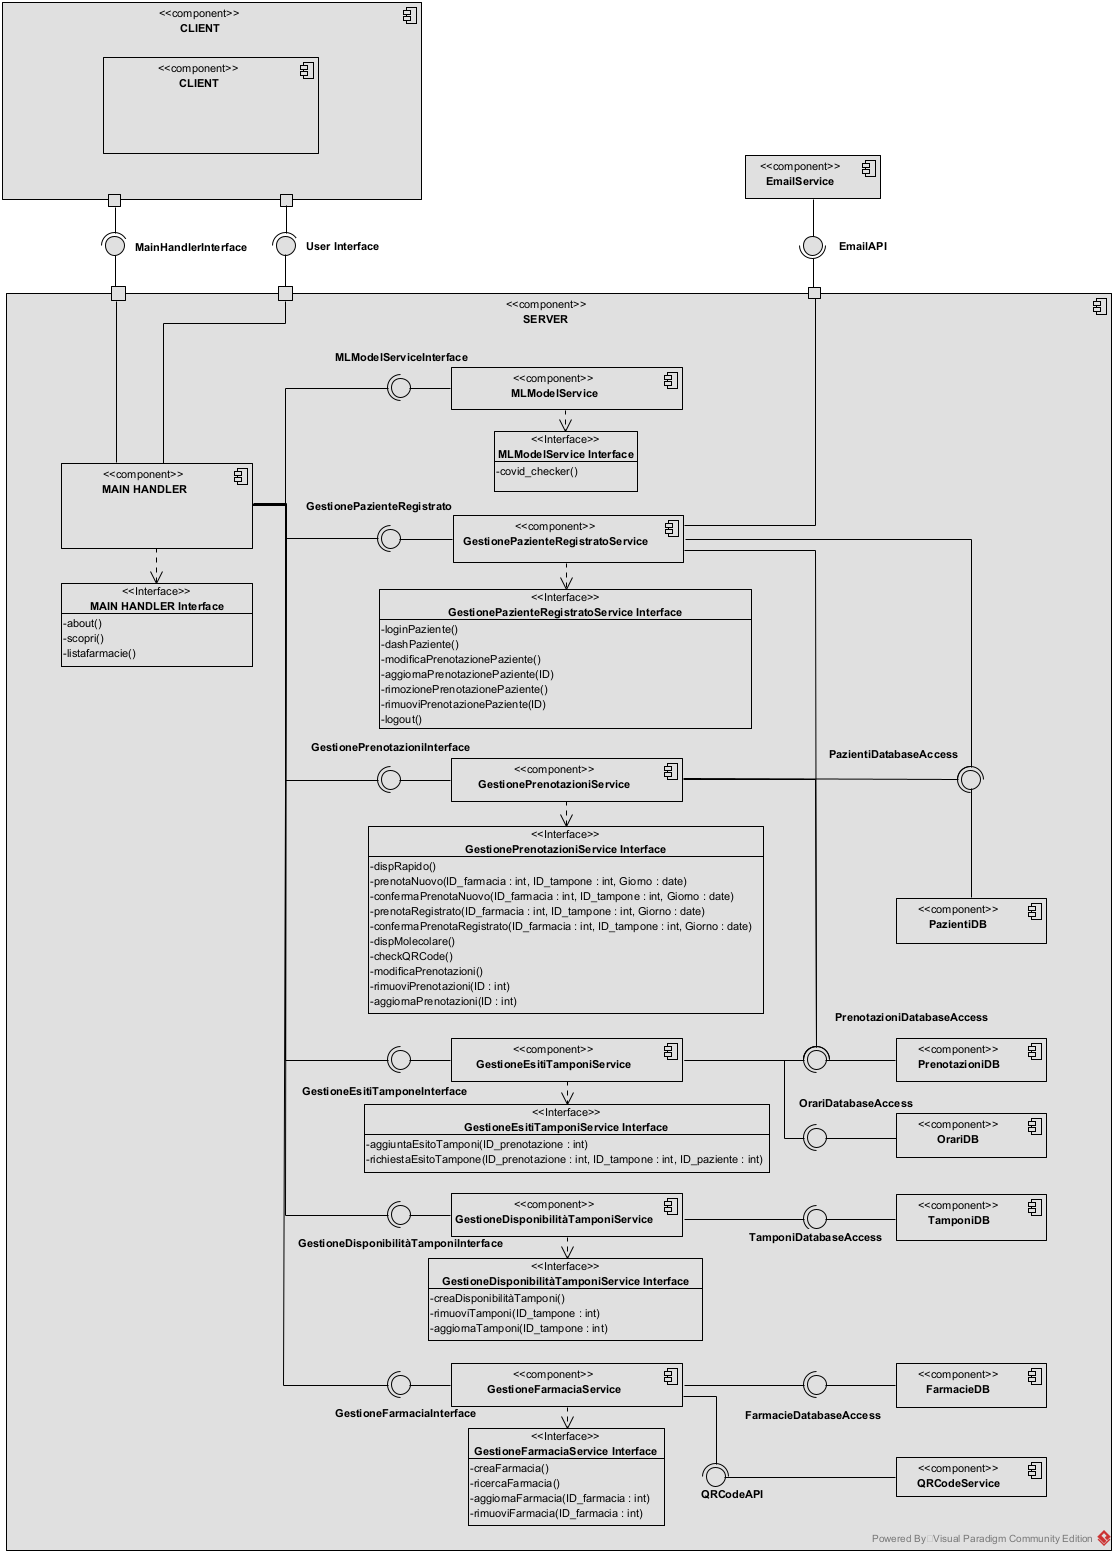 <<component>>
CLIENT
<<component>>
CLIENT
<<component>>
EmailService
MainHandlerInterface
User Interface
EmailAPI
<<component>>
SERVER
MLModelServiceInterface
<<component>>
MLModelService
<<Interface>>
MLModelService Interface
-covid_checker()
<<component>>
MAIN HANDLER
<<Interface>>
MAIN HANDLER Interface
-about()
-scopri()
-listafarmacie()
GestionePazienteRegistrato
<<component>>
GestionePazienteRegistratoService
<<Interface>>
GestionePazienteRegistratoService Interface
-loginPaziente()
-dashPaziente()
-modificaPrenotazionePaziente()
-aggiornaPrenotazionePaziente(ID)
-rimozionePrenotazionePaziente()
-rimuoviPrenotazionePaziente(ID)
-logout()
GestionePrenotazioniInterface
<<component>>
GestionePrenotazioniService
PazientiDatabaseAccess
<<Interface>>
GestionePrenotazioniService Interface
-dispRapido()
-prenotaNuovo(ID_farmacia : int, ID_tampone : int, Giorno : date)
-confermaPrenotaNuovo(ID_farmacia : int, ID_tampone : int, Giorno : date)
-prenotaRegistrato(ID_farmacia : int, ID_tampone : int, Giorno : date)
-confermaPrenotaRegistrato(ID_farmacia : int, ID_tampone : int, Giorno : date)
-dispMolecolare()
-checkQRCode()
-modificaPrenotazioni()
-rimuoviPrenotazioni(ID : int)
-aggiornaPrenotazioni(ID : int)
<<component>>
PazientiDB
PrenotazioniDatabaseAccess
<<component>>
GestioneEsitiTamponiService
<<component>>
PrenotazioniDB
GestioneEsitiTamponeInterface
<<Interface>>
GestioneEsitiTamponiService Interface
-aggiuntaEsitoTamponi(ID_prenotazione : int)
-richiestaEsitoTampone(ID_prenotazione : int, ID_tampone : int, ID_paziente : int)
OrariDatabaseAccess
<<component>>
OrariDB
<<component>>
GestioneDisponibilitàTamponiService
<<component>>
TamponiDB
TamponiDatabaseAccess
GestioneDisponibilitàTamponiInterface
<<Interface>>
GestioneDisponibilitàTamponiService Interface
-creaDisponibilitàTamponi()
-rimuoviTamponi(ID_tampone : int)
-aggiornaTamponi(ID_tampone : int)
<<component>>
GestioneFarmaciaService
<<component>>
FarmacieDB
GestioneFarmaciaInterface
FarmacieDatabaseAccess
<<Interface>>
GestioneFarmaciaService Interface
-creaFarmacia()
-ricercaFarmacia()
-aggiornaFarmacia(ID_farmacia : int)
-rimuoviFarmacia(ID_farmacia : int)
<<component>>
QRCodeService
QRCodeAPI
Powered By Visual Paradigm Community Edition